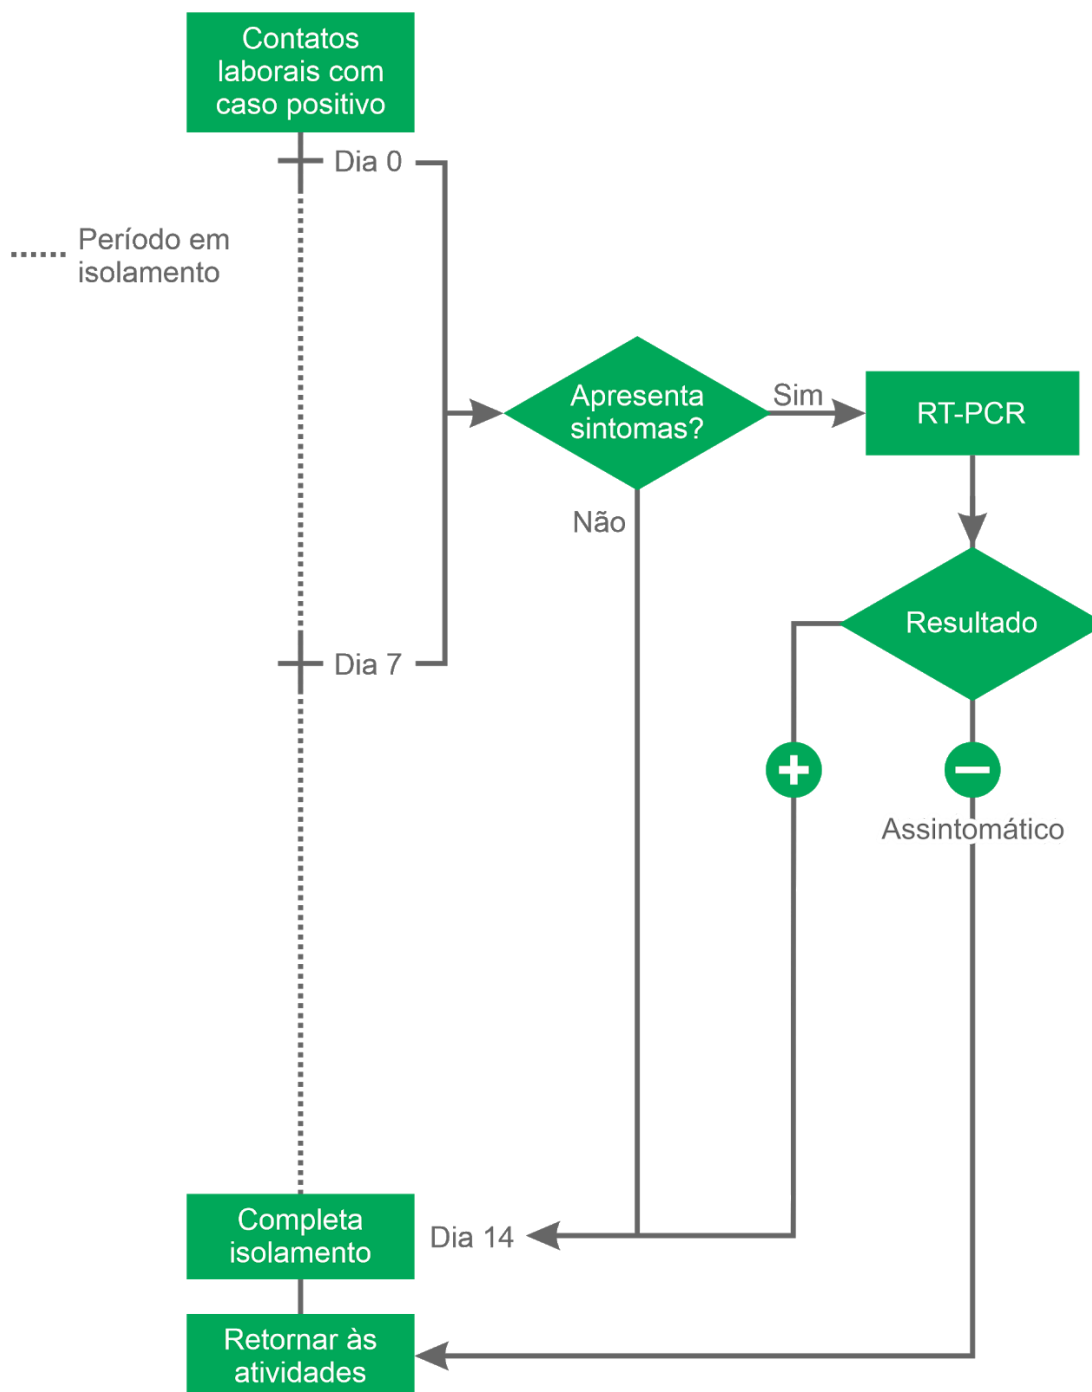 Contatos
laborais com
caso positivo
Dia 0
Período em
isolamento
Apresenta
sintomas?
Sim
RT-PCR
Não
Resultado
Dia 7
+
−
Assintomático
Completa
isolamento
Dia 14
Retornar às
atividades